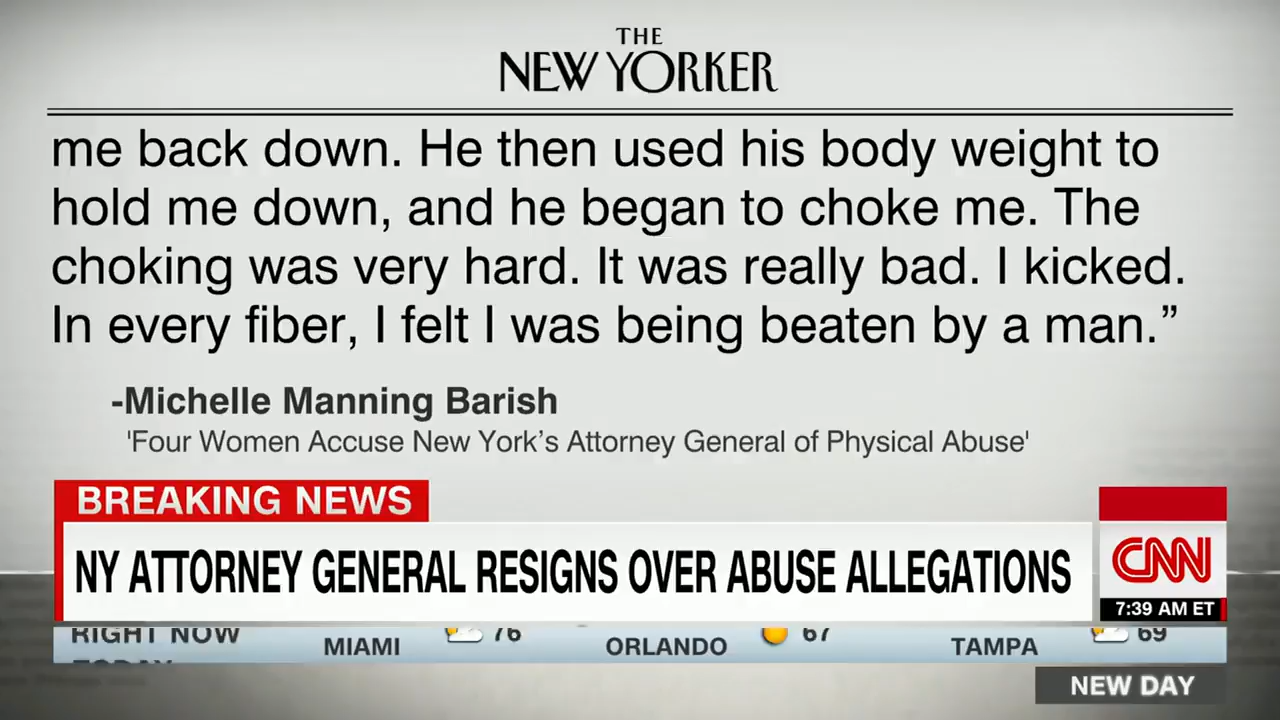 THE
NEW YORKER
me back down. He then used his body weight to
hold me down, and he began to choke me. The
choking was very hard. It was really bad. I kicked.
In every fiber, I felt I was being beaten by a man.”
-Michelle Manning Barish
'Four Women Accuse New York’s Attorney General of Physical Abuse'
BREAKING NEWS
NY ATTORNEY GENERAL RESIGNS OVER ABUSE ALLEGATIONS
CNN
7:39 AM ET
RIGHT NOW
MIAMI 76 ORLANDO 67 TAMPA 69
TODAY
NEW DAY